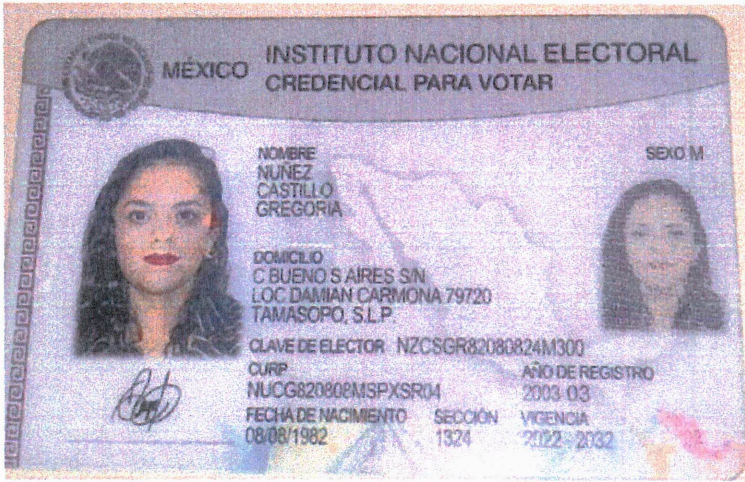 MÉXICO
INSTITUTO NACIONAL ELECTORAL
CREDENCIAL PARA VOTAR
NOMBRE
SEXO M
NUÑEZ
CASTILLO
GREGORIA
DOMICILIO
C BUENO S AIRES S/N
LOC DAMIAN CARMONA 79720
TAMASOPO, S.L.P.
CLAVE DE ELECTOR NZCSGR82080824M300
CURP
AÑO DE REGISTRO
NUCG820808MSPXSR04
2003 03
FECHA DE NACIMIENTO
SECCIÓN
VIGENCIA
08/08/1982
1324
2022 - 2032